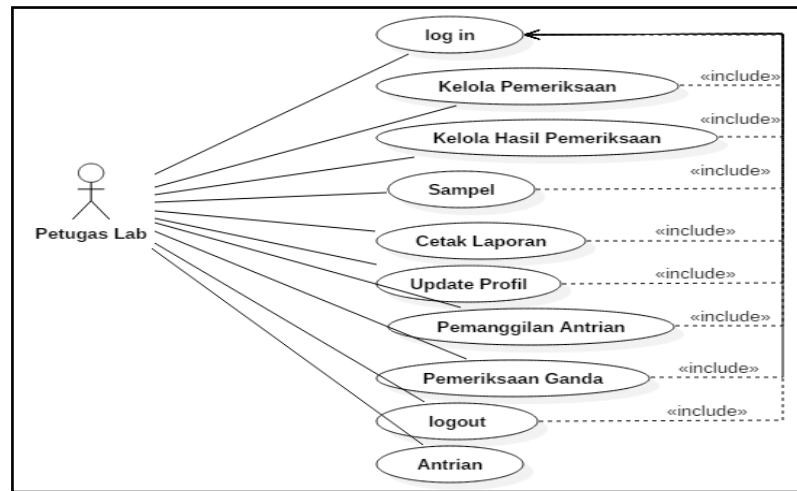 log in
Kelola Pemeriksaan
«include»
Kelola Hasil Pemeriksaan
«include»
Sampel
«include»
Petugas Lab
Cetak Laporan
«include»
Update Profil
«include»
Pemanggilan Antrian
«include»
Pemeriksaan Ganda
«include»
logout
«include»
Antrian